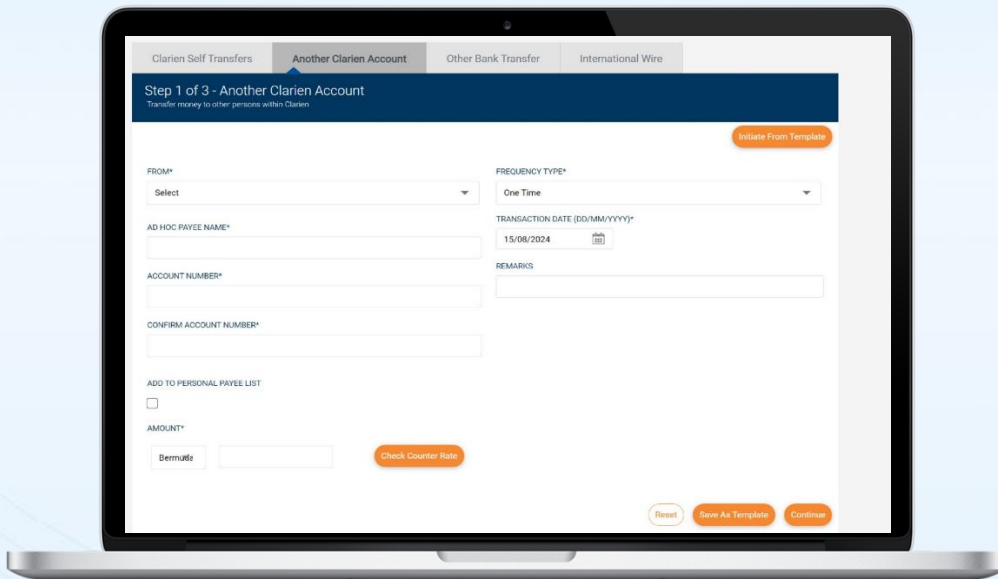 Clarien Self Transfers
Another Clarien Account
Other Bank Transfer
International Wire
Step 1 of 3 - Another Clarien Account
Transfer money to other persons within Clarien
Initiate From Template
FROM*
Select
FREQUENCY TYPE*
One Time
AD HOC PAYEE NAME*
TRANSACTION DATE (DD/MM/YYYY)*
15/08/2024
ACCOUNT NUMBER*
REMARKS
CONFIRM ACCOUNT NUMBER*
ADD TO PERSONAL PAYEE LIST
AMOUNT*
Check Counter Rate
Reset
Save As Template
Continue